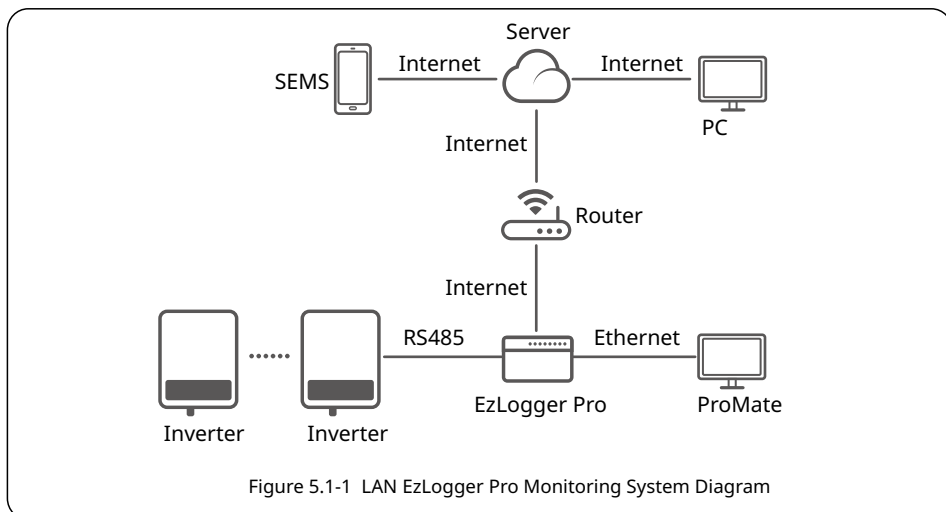 Server
Internet
Internet
SEMS
PC
Internet
Router
Internet
RS485
Ethernet
EzLogger Pro
ProMate
Inverter
Inverter
Figure 5.1-1 LAN EzLogger Pro Monitoring System Diagram